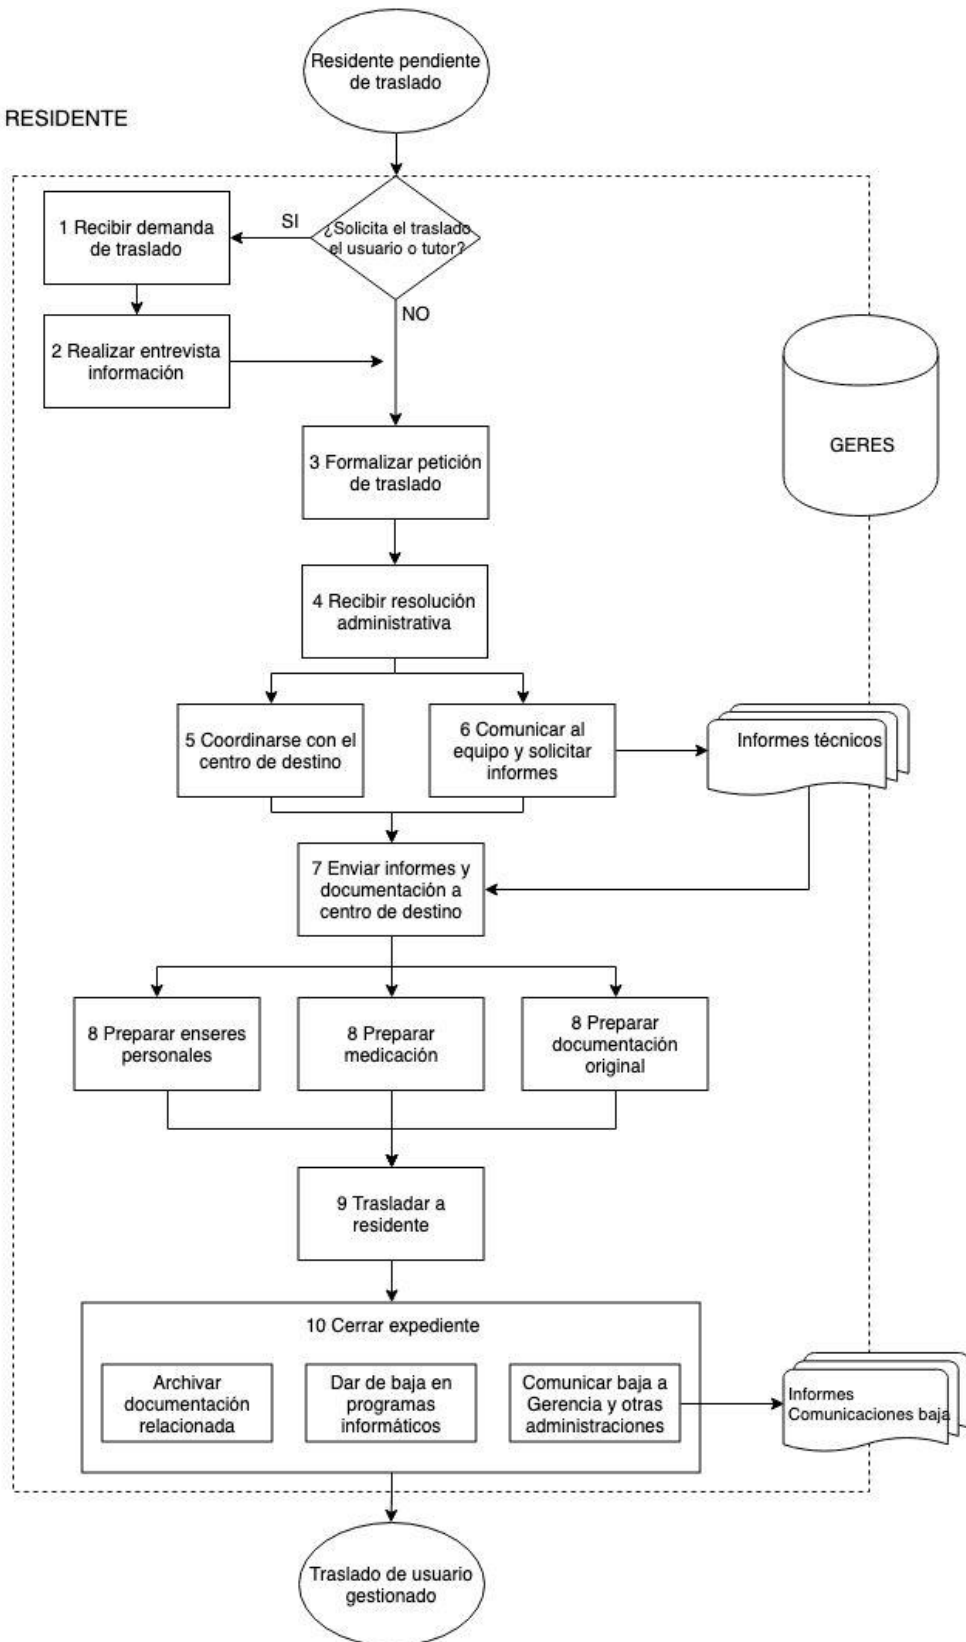 Residente pendiente
de traslado
RESIDENTE
¿Solicita el traslado
el usuario o tutor?
SI
1 Recibir demanda
de traslado
NO
2 Realizar entrevista
información
GERES
3 Formalizar petición
de traslado
4 Recibir resolución
administrativa
5 Coordinarse con el
centro de destino
6 Comunicar al
equipo y solicitar
informes
Informes técnicos
7 Enviar informes y
documentación a
centro de destino
8 Preparar enseres
personales
8 Preparar
medicación
8 Preparar
documentación
original
9 Trasladar a
residente
10 Cerrar expediente
Archivar
documentación
relacionada
Dar de baja en
programas
informáticos
Comunicar baja a
Gerencia y otras
administraciones
Informes
Comunicaciones baja
Traslado de usuario
gestionado